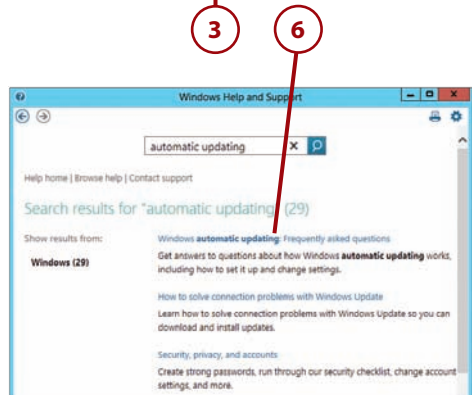 3 6
Windows Help and Support
automatic updating
Help home | Browse help | Contact support
Search results for "automatic updating" (29)
Show results from:
Windows (29)
Windows automatic updating: Frequently asked questions
Get answers to questions about how Windows automatic updating works,
including how to set it up and change settings.
How to solve connection problems with Windows Update
Learn how to solve connection problems with Windows Update so you can
download and install updates.
Security, privacy, and accounts
Create strong passwords, run through our security checklist, change account
settings, and more.